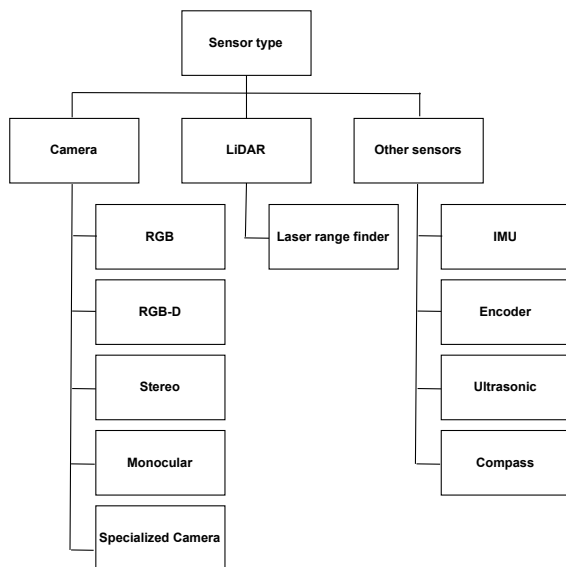 Sensor type
Camera
LiDAR
Other sensors
RGB
Laser range finder
IMU
RGB-D
Encoder
Stereo
Ultrasonic
Monocular
Compass
Specialized Camera